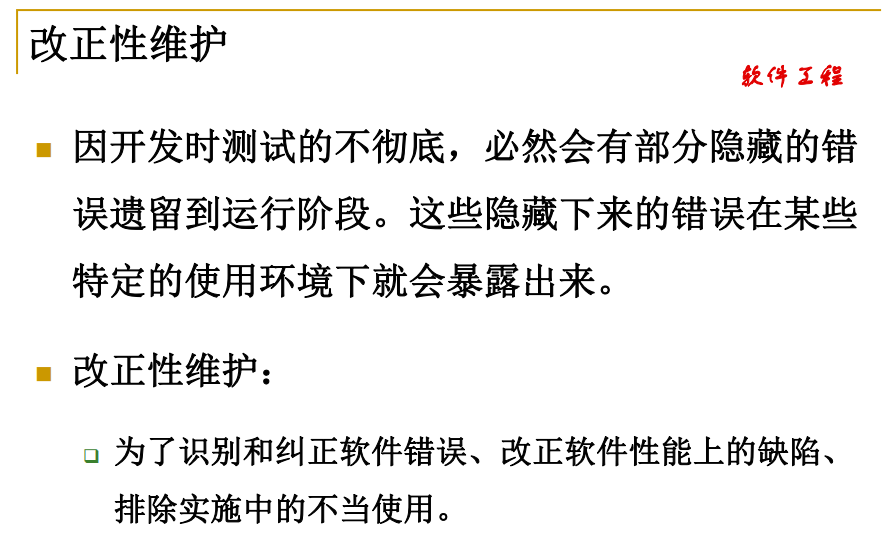 改正性维护
软件工程
因开发时测试的不彻底，必然会有部分隐藏的错
误遗留到运行阶段。这些隐藏下来的错误在某些
特定的使用环境下就会暴露出来。
改正性维护：
为了识别和纠正软件错误、改正软件性能上的缺陷、
排除实施中的不当使用。